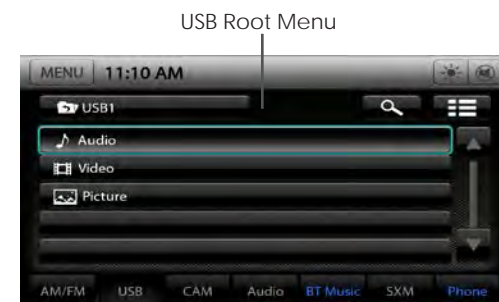 USB Root Menu
MENU 11:10 AM
USB1
Audio
Video
Picture
AM/FM USB CAM Audio BT Music SXM Phone